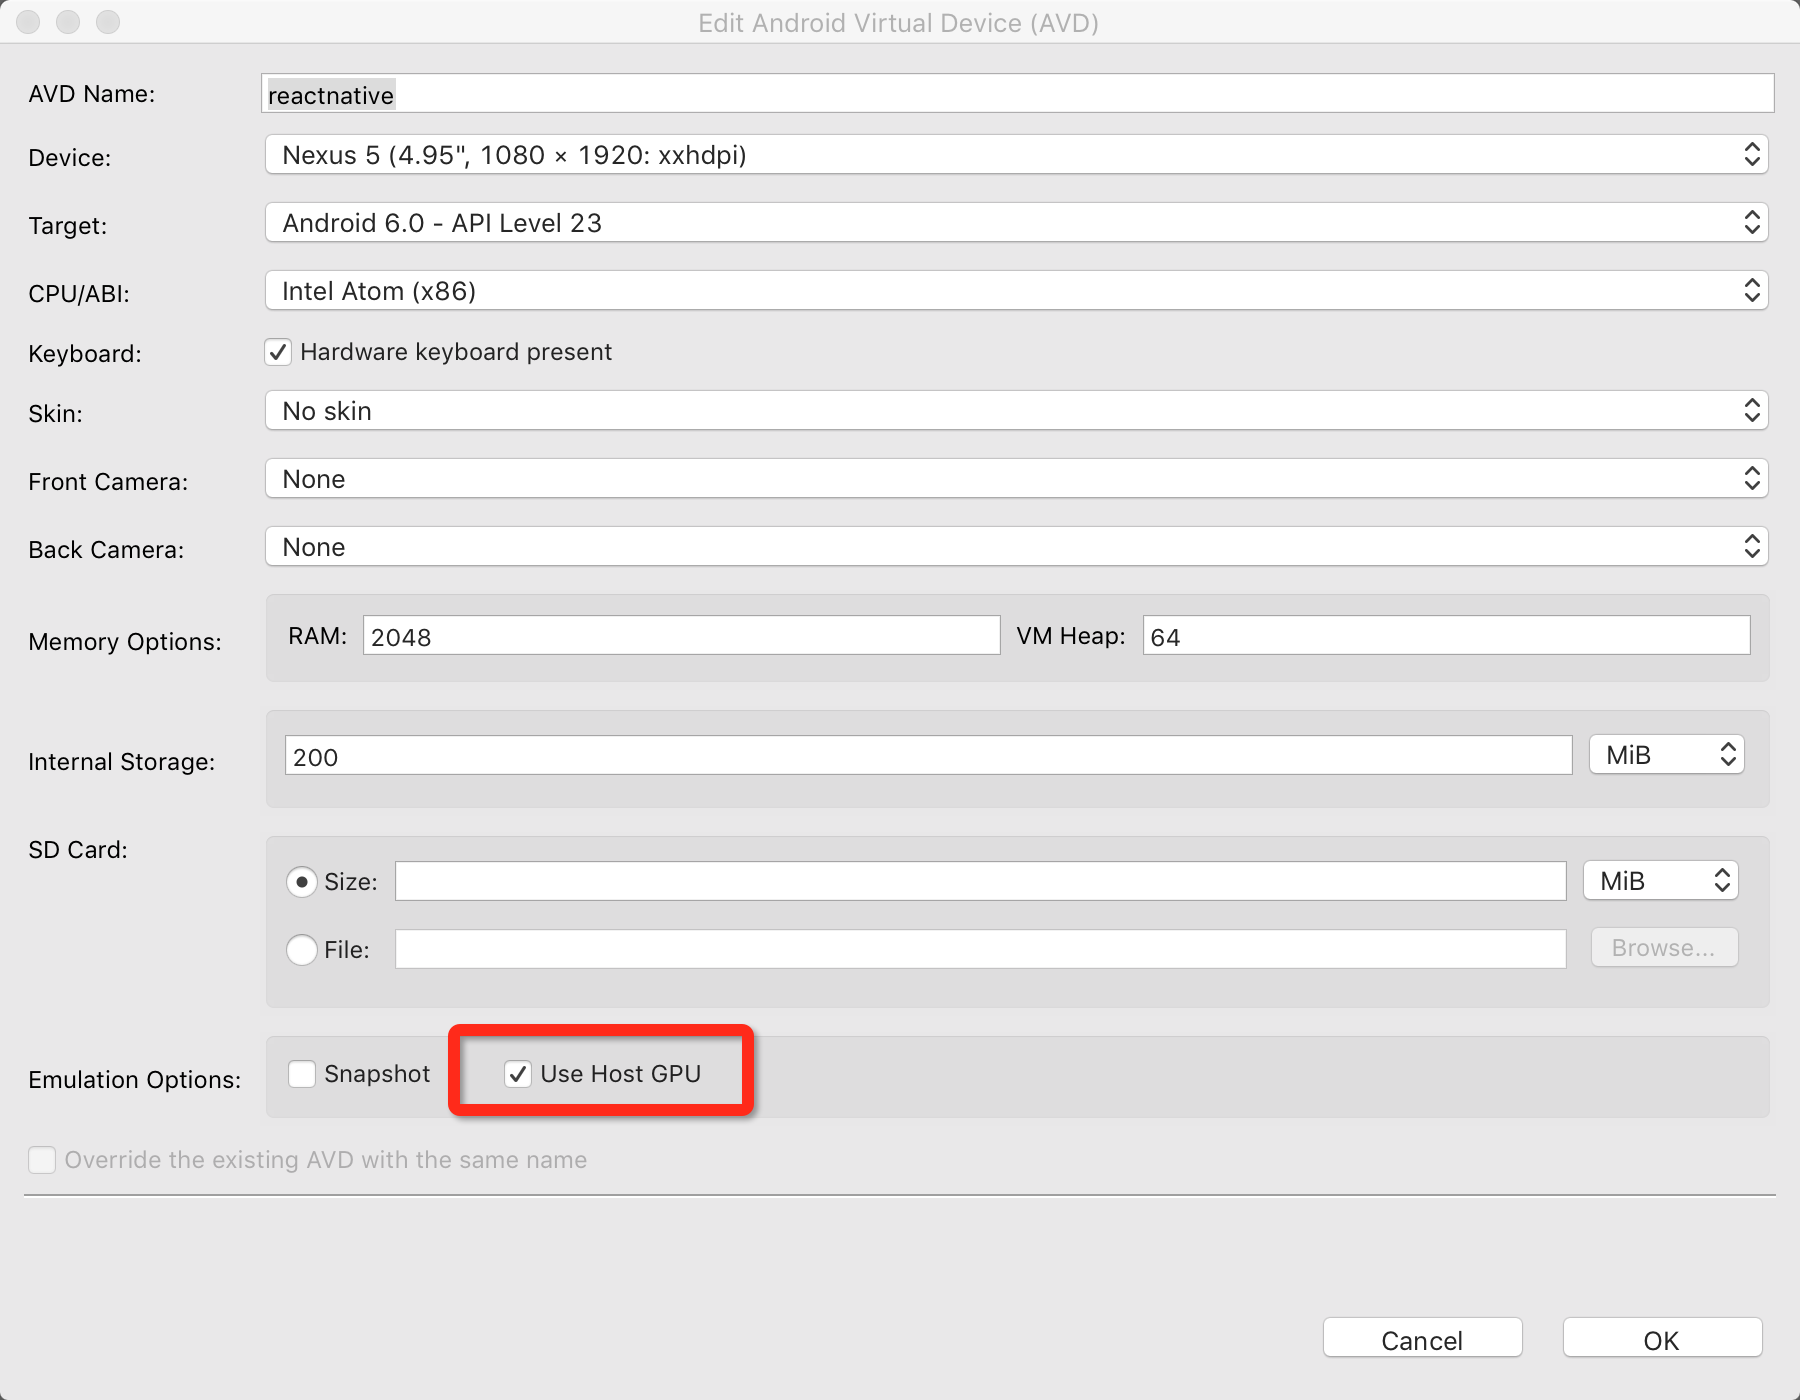 Edit Android Virtual Device (AVD)
AVD Name: reactnative
Device: Nexus 5 (4.95", 1080 × 1920: xxhdpi)
Target: Android 6.0 - API Level 23
CPU/ABI: Intel Atom (x86)
Keyboard: Hardware keyboard present
Skin: No skin
Front Camera: None
Back Camera: None
Memory Options: RAM: 2048 VM Heap: 64
Internal Storage: 200 MiB
SD Card:
Size: MiB
File: Browse...
Emulation Options: Snapshot Use Host GPU
Override the existing AVD with the same name
Cancel OK